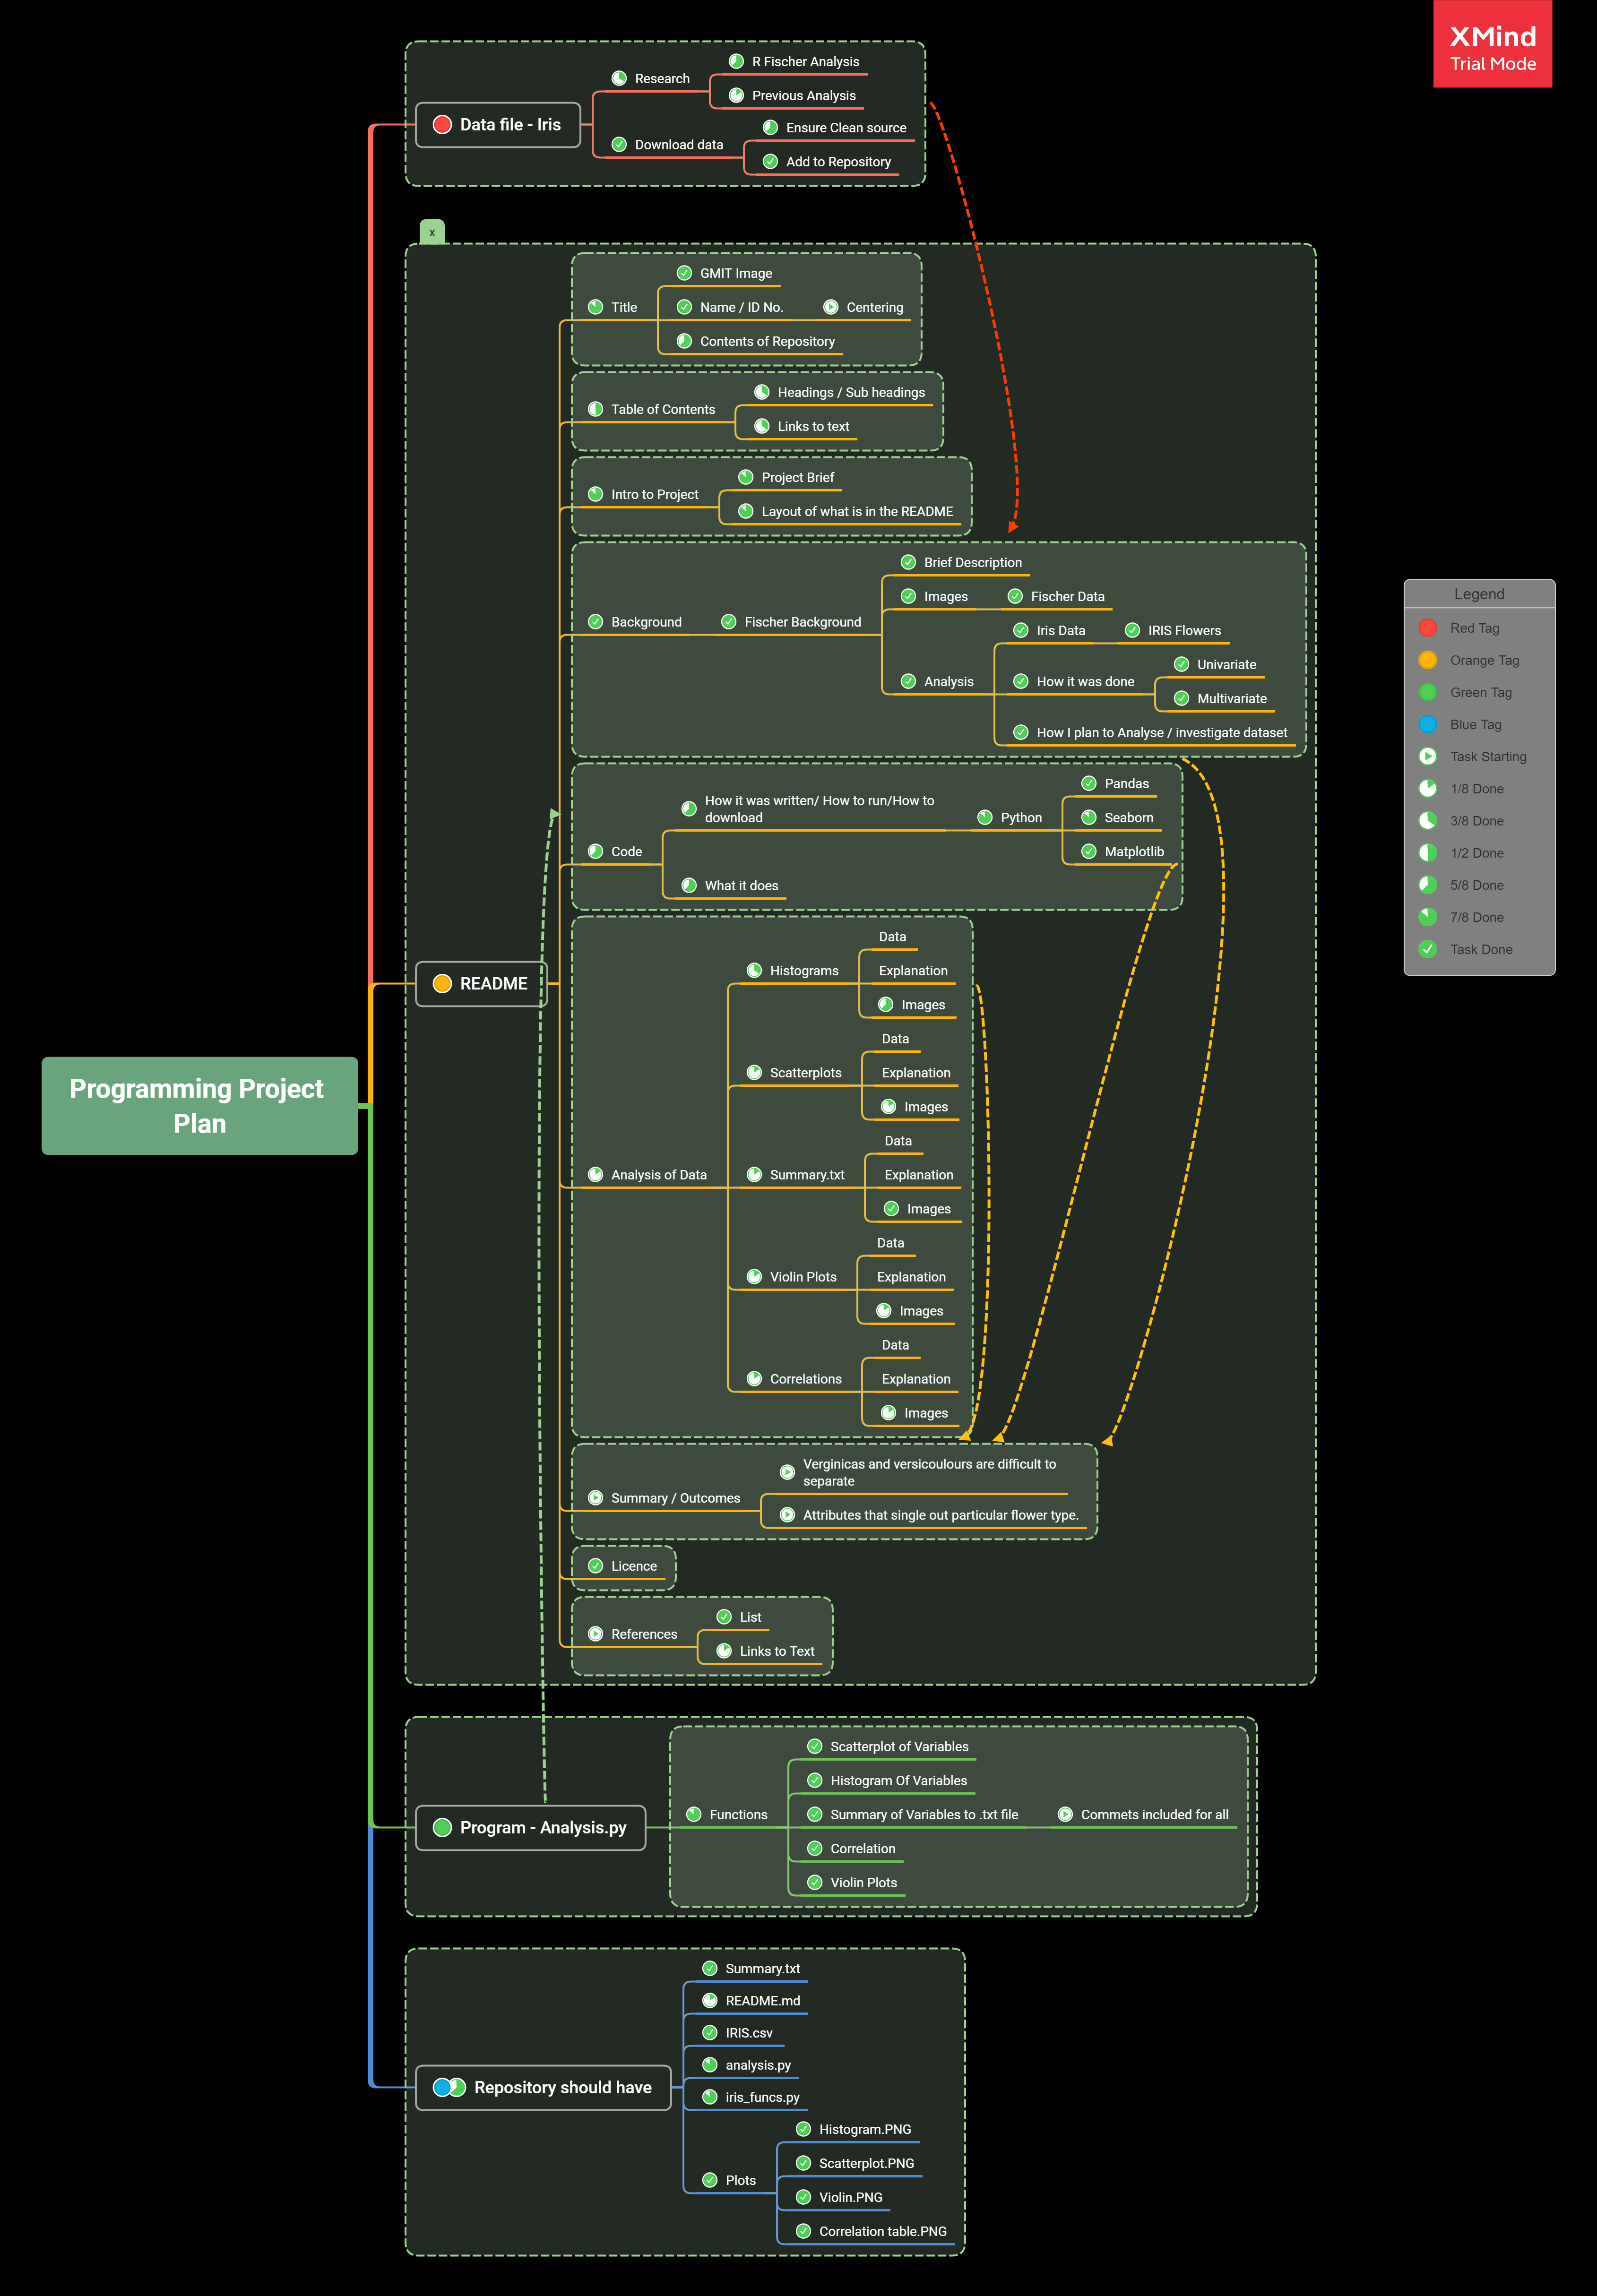 XMind
Trial Mode
R Fischer Analysis
Research
Previous Analysis
Data file - Iris
Ensure Clean source
Download data
Add to Repository
x
GMIT Image
Title
Name / ID No.
Centering
Contents of Repository
Headings / Sub headings
Table of Contents
Links to text
Project Brief
Intro to Project
Layout of what is in the README
Brief Description
Images
Fischer Data
Background
Fischer Background
Iris Data
IRIS Flowers
Univariate
Analysis
How it was done
Multivariate
How I plan to Analyse / investigate dataset
Pandas
How it was written/ How to run/How to
download
Python
Seaborn
Code
Matplotlib
What it does
README
Data
Histograms
Explanation
Images
Data
Scatterplots
Explanation
Images
Data
Analysis of Data
Summary.txt
Explanation
Images
Data
Violin Plots
Explanation
Images
Data
Correlations
Explanation
Images
Verginicas and versicoulours are difficult to
separate
Summary / Outcomes
Attributes that single out particular flower type.
Licence
List
References
Links to Text
Programming Project
Plan
Scatterplot of Variables
Histogram Of Variables
Program - Analysis.py
Functions
Summary of Variables to .txt file
Commets included for all
Correlation
Violin Plots
Summary.txt
README.md
IRIS.csv
analysis.py
Repository should have
iris_funcs.py
Histogram.PNG
Scatterplot.PNG
Plots
Violin.PNG
Correlation table.PNG
Legend
Red Tag
Orange Tag
Green Tag
Blue Tag
Task Starting
1/8 Done
3/8 Done
1/2 Done
5/8 Done
7/8 Done
Task Done